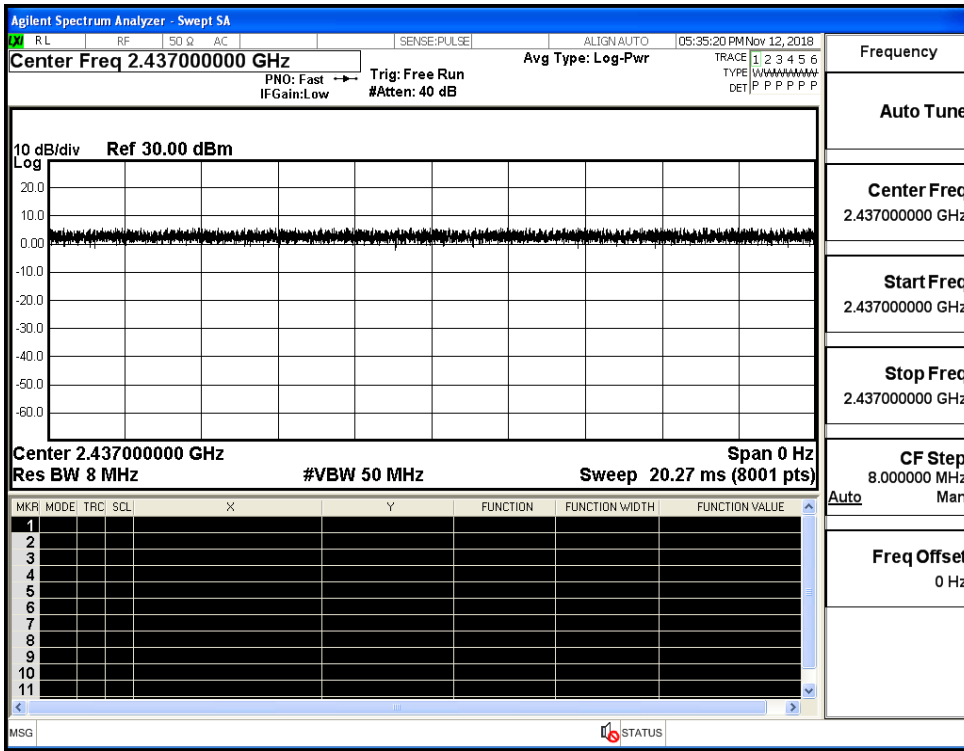 Agilent Spectrum Analyzer - Swept SA
LXI RL RF 50 Ω AC SENSE:PULSE ALIGN AUTO 05:35:20 PM Nov 12, 2018
Center Freq 2.437000000 GHz
PNO: Fast
IFGain:Low
Trig: Free Run
#Atten: 40 dB
Avg Type: Log-Pwr
TRACE 1 2 3 4 5 6
TYPE
DET P P P P P P
10 dB/div Ref 30.00 dBm
Log
20.0
10.0
0.00
-10.0
-20.0
-30.0
-40.0
-50.0
-60.0
Center 2.437000000 GHz Span 0 Hz
Res BW 8 MHz #VBW 50 MHz Sweep 20.27 ms (8001 pts)
MKR MODE TRC SCL X Y FUNCTION FUNCTION WIDTH FUNCTION VALUE
1
2
3
4
5
6
7
8
9
10
11
MSG STATUS
Frequency
Auto Tune
Center Freq
2.437000000 GHz
Start Freq
2.437000000 GHz
Stop Freq
2.437000000 GHz
CF Step
8.000000 MHz
Auto Man
Freq Offset
0 Hz